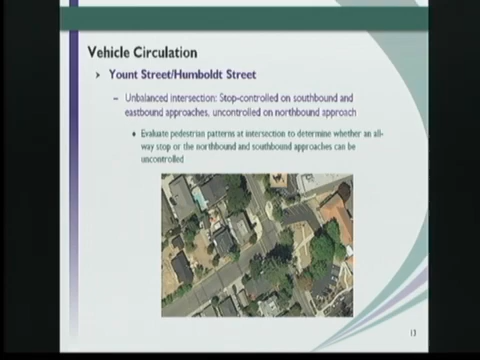 Vehicle Circulation
› Yount Street/Humboldt Street
– Unbalanced intersection: Stop-controlled on southbound and
eastbound approaches, uncontrolled on northbound approach
• Evaluate pedestrian patterns at intersection to determine whether an all-
way stop or the northbound and southbound approaches can be
uncontrolled
13